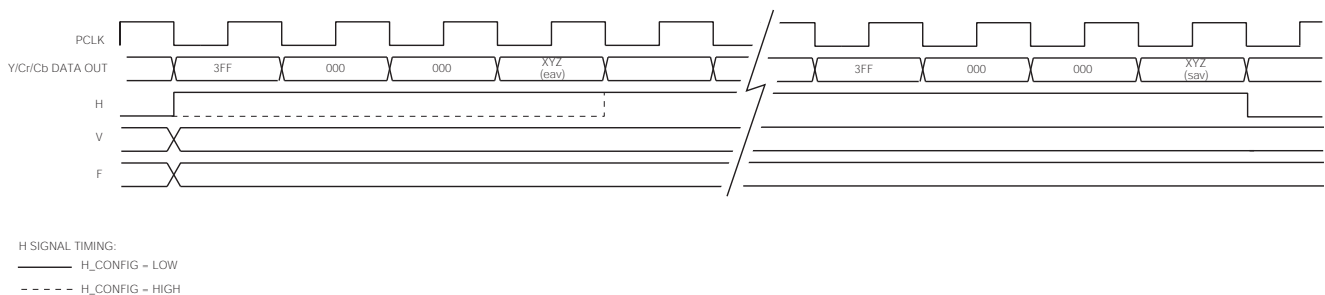 PCLK
Y/Cr/Cb DATA OUT 3FF 000 000 XYZ (eav) 3FF 000 000 XYZ (sav)
H
V
F
H SIGNAL TIMING:
H_CONFIG = LOW
H_CONFIG = HIGH